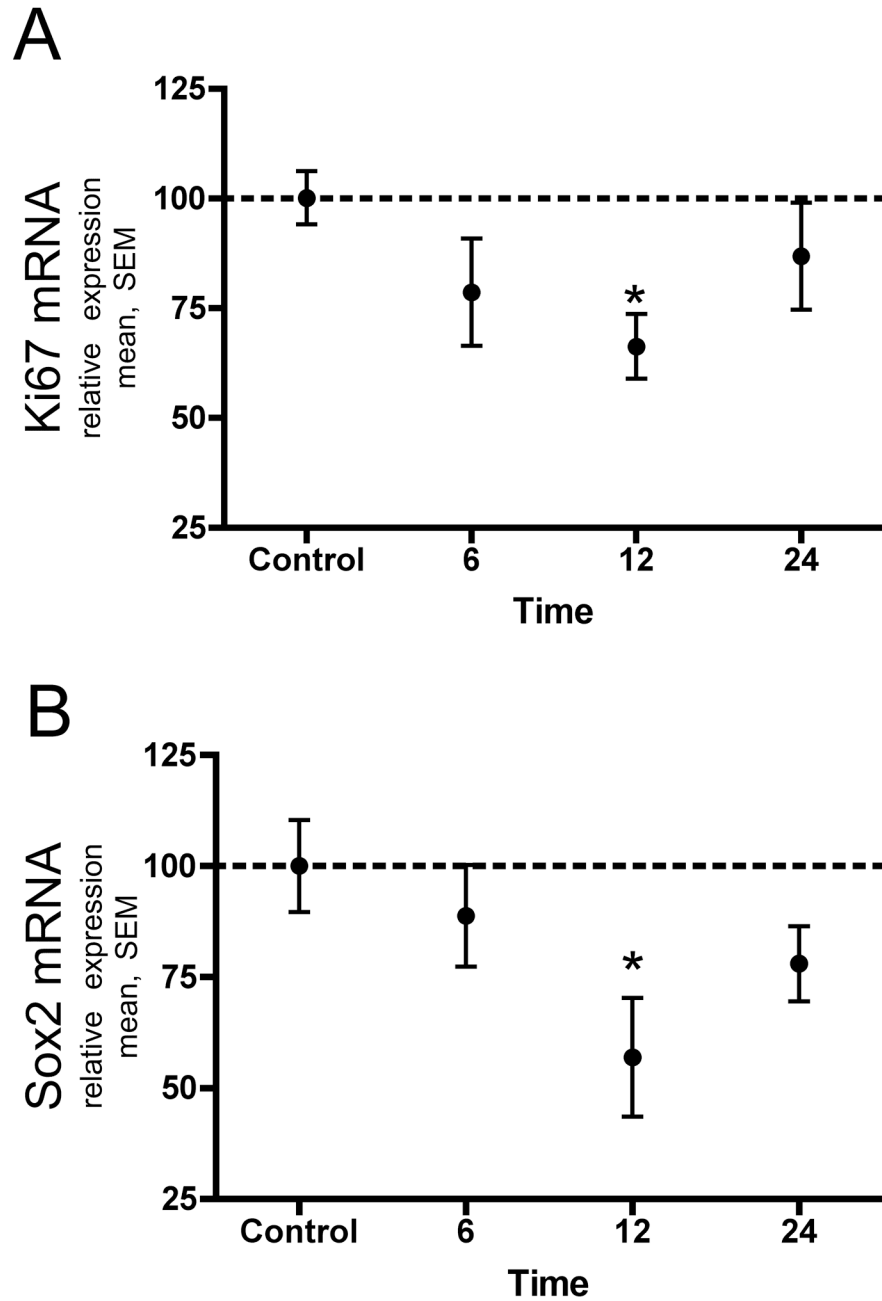 A
125
100
75
50
25
Ki67 mRNA
relative expression
mean, SEM
*
Control 6 12 24
Time
B
125
100
75
50
25
Sox2 mRNA
relative expression
mean, SEM
*
Control 6 12 24
Time